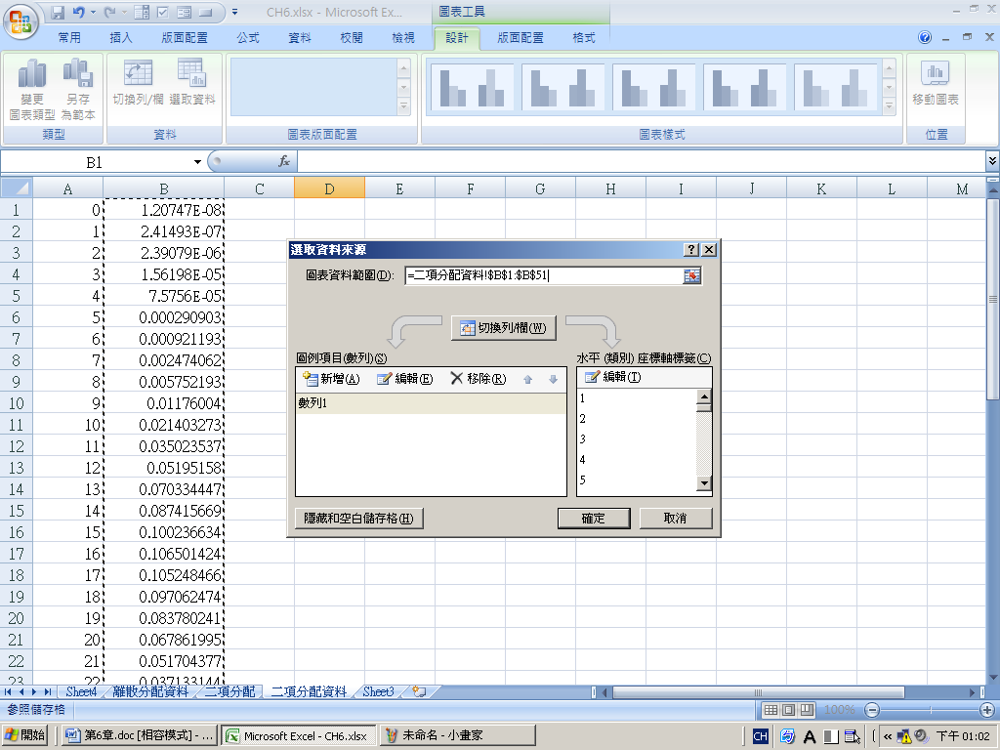 CH6.xlsx - Microsoft Ex...
圖表工具
常用 插入 版面配置 公式 資料 校閱 檢視 設計 版面配置 格式
變更
圖表類型
另存
為範本
切換列/欄 選取資料
移動圖表
類型 資料 圖表版面配置 圖表樣式 位置
B1 fx
A B C D E F G H I J K L M
1 0 1.20747E-08
2 1 2.41493E-07
3 2 2.39079E-06
4 3 1.56198E-05
5 4 7.5756E-05
6 5 0.000290903
7 6 0.000921193
8 7 0.002474062
9 8 0.005752193
10 9 0.01176004
11 10 0.021403273
12 11 0.035023537
13 12 0.05195158
14 13 0.070334447
15 14 0.087415669
16 15 0.100236634
17 16 0.106501424
18 17 0.105248466
19 18 0.097062474
20 19 0.083780241
21 20 0.067861995
22 21 0.051704377
23 22 0.037133144
選取資料來源
圖表資料範圍(D): =二項分配資料!$B$1:$B$51
切換列/欄(W)
圖例項目(數列)(S)
新增(A) 編輯(E) 移除(R)
數列1
水平 (類別) 座標軸標籤(C)
編輯(T)
1
2
3
4
5
隱藏和空白儲存格(H) 確定 取消
Sheet4 離散分配資料 二項分配 二項分配資料 Sheet3
參照儲存格 100%
開始 第6章.doc [相容模式] - ... Microsoft Excel - CH6.xlsx 未命名 - 小畫家 CH A 下午 01:02